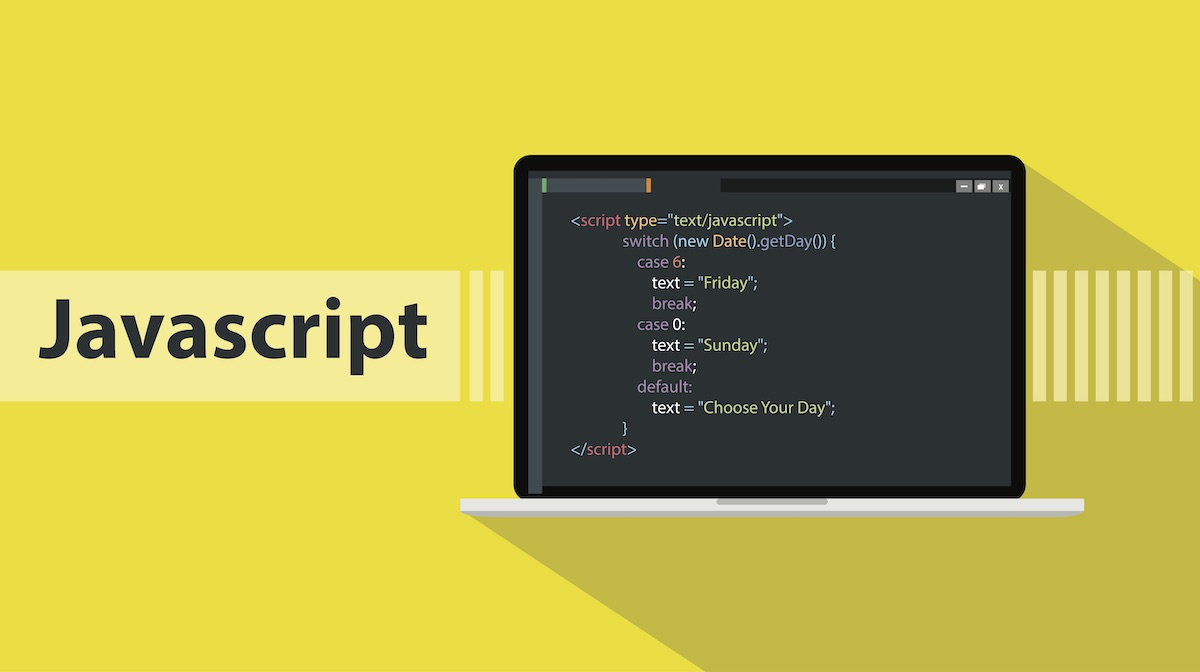 Javascript
<script type="text/javascript">
switch (new Date().getDay()) {
case 6:
text = "Friday";
break;
case 0:
text = "Sunday";
break;
default:
text = "Choose Your Day";
}
</script>